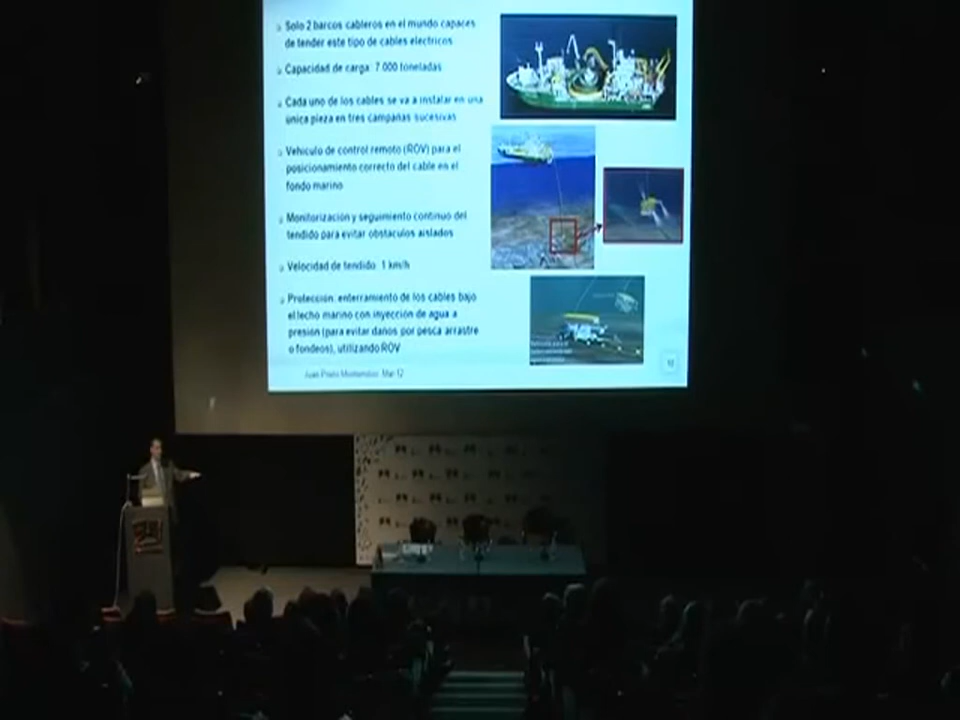 Solo 2 barcos cableros en el mundo capaces
de tender este tipo de cables electricos
Capacidad de carga: 7 000 toneladas
Cada uno de los cables se va a instalar en una
única pieza en tres campañas sucesivas
Vehículo de control remoto (ROV) para el
posicionamiento correcto del cable en el
fondo marino
Monitorización y seguimiento continuo del
tendido para evitar obstaculos aislados
Velocidad de tendido: 1 km/h
Protección: enterramiento de los cables bajo
el lecho marino con inyección de agua a
presión (para evitar daños por pesca arrastre
o fondeos), utilizando ROV
Juan Prieto Monterrubio Mar-12